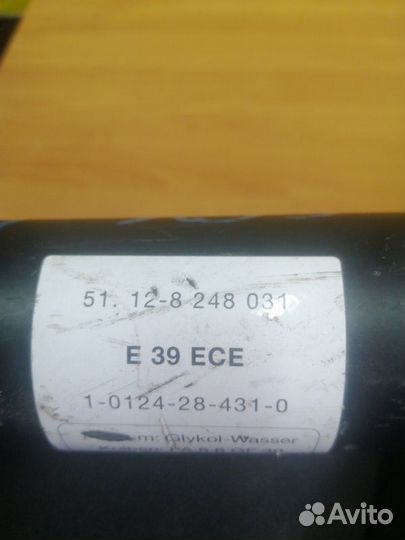 51. 12-8 248 031
E 39 ECE
1-0124-28-431-0
m: Glykol-Wasser
Avito